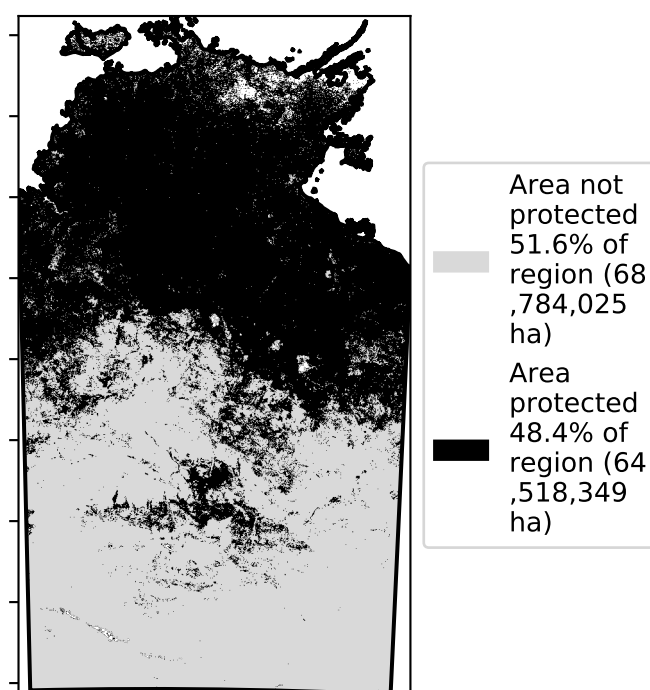 Area not
protected
51.6% of
region (68
,784,025
ha)
Area
protected
48.4% of
region (64
,518,349
ha)